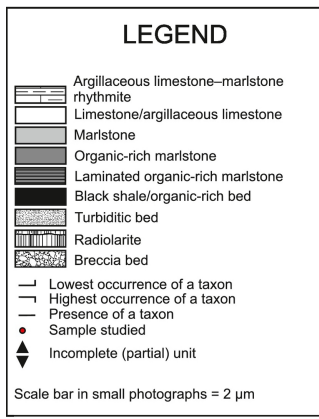 LEGEND
Argillaceous limestone–marlstone
rhythmite
Limestone/argillaceous limestone
Marlstone
Organic-rich marlstone
Laminated organic-rich marlstone
Black shale/organic-rich bed
Turbiditic bed
Radiolarite
Breccia bed
Lowest occurrence of a taxon
Highest occurrence of a taxon
Presence of a taxon
Sample studied
Incomplete (partial) unit
Scale bar in small photographs = 2 µm